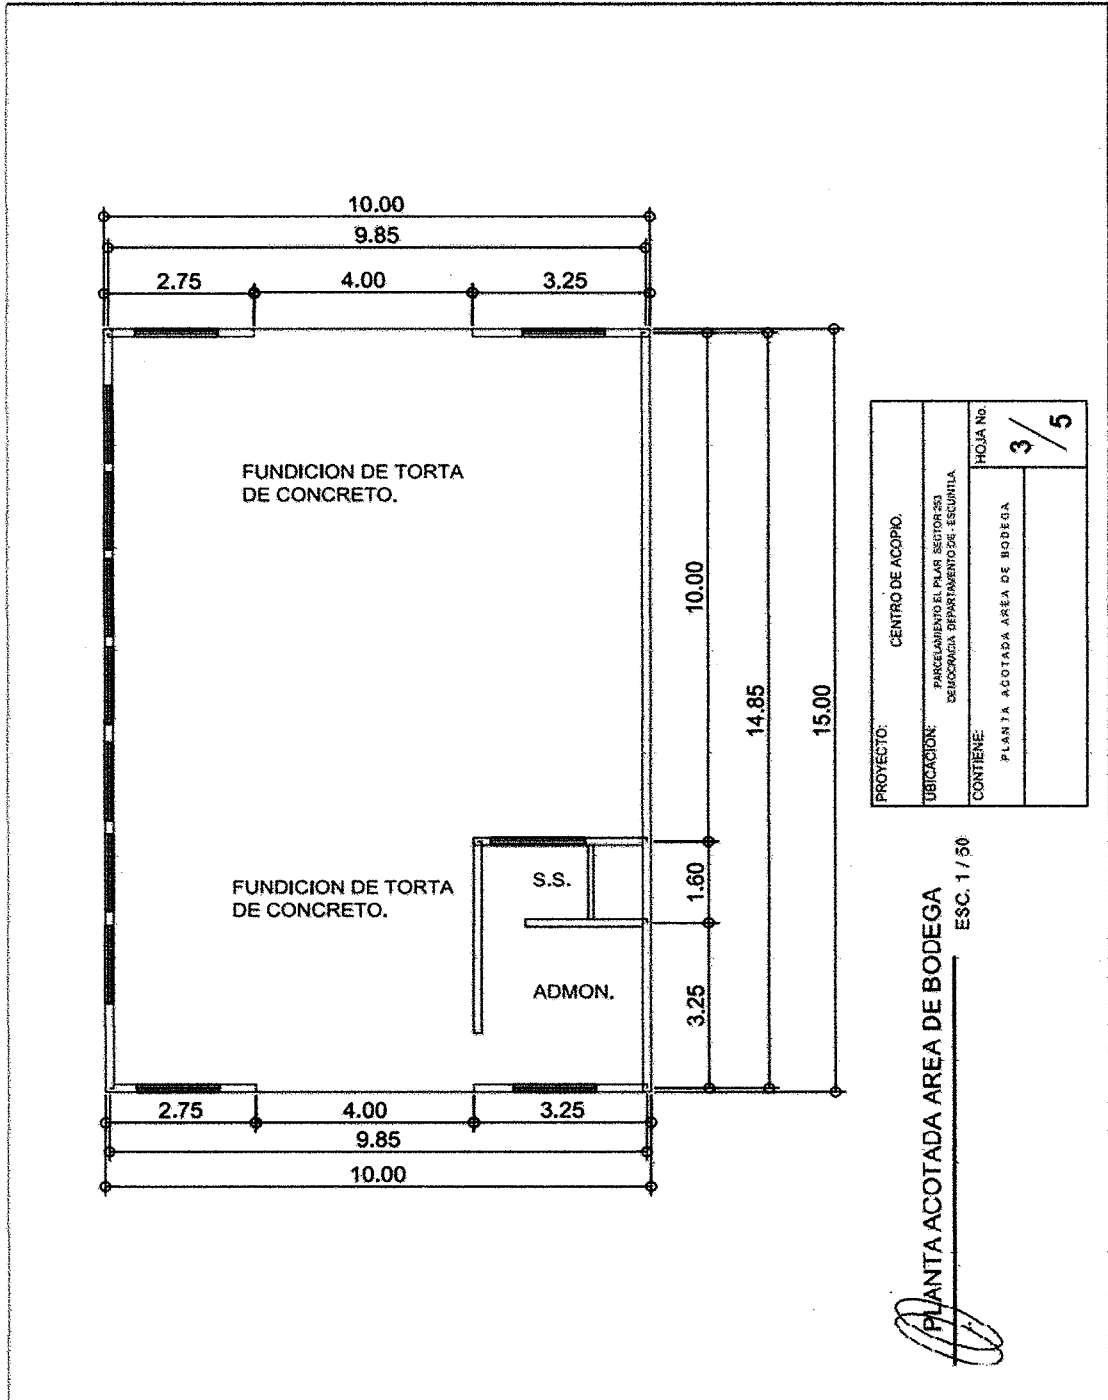 10.00
9.85
2.75 4.00 3.25
FUNDICION DE TORTA
DE CONCRETO.
10.00
14.85
15.00
FUNDICION DE TORTA
DE CONCRETO.
S.S.
1.60
ADMON.
3.25
2.75 4.00 3.25
9.85
10.00
PROYECTO:
CENTRO DE ACOPIO.
UBICACION:
PARCELAMIENTO EL PILAR SECTOR 253
DEMOCRACIA DEPARTAMENTO DE - ESCUINTLA
CONTIENE:
PLANTA ACOTADA AREA DE BODEGA
HOJA No.
3/5
PLANTA ACOTADA AREA DE BODEGA
ESC. 1 / 50